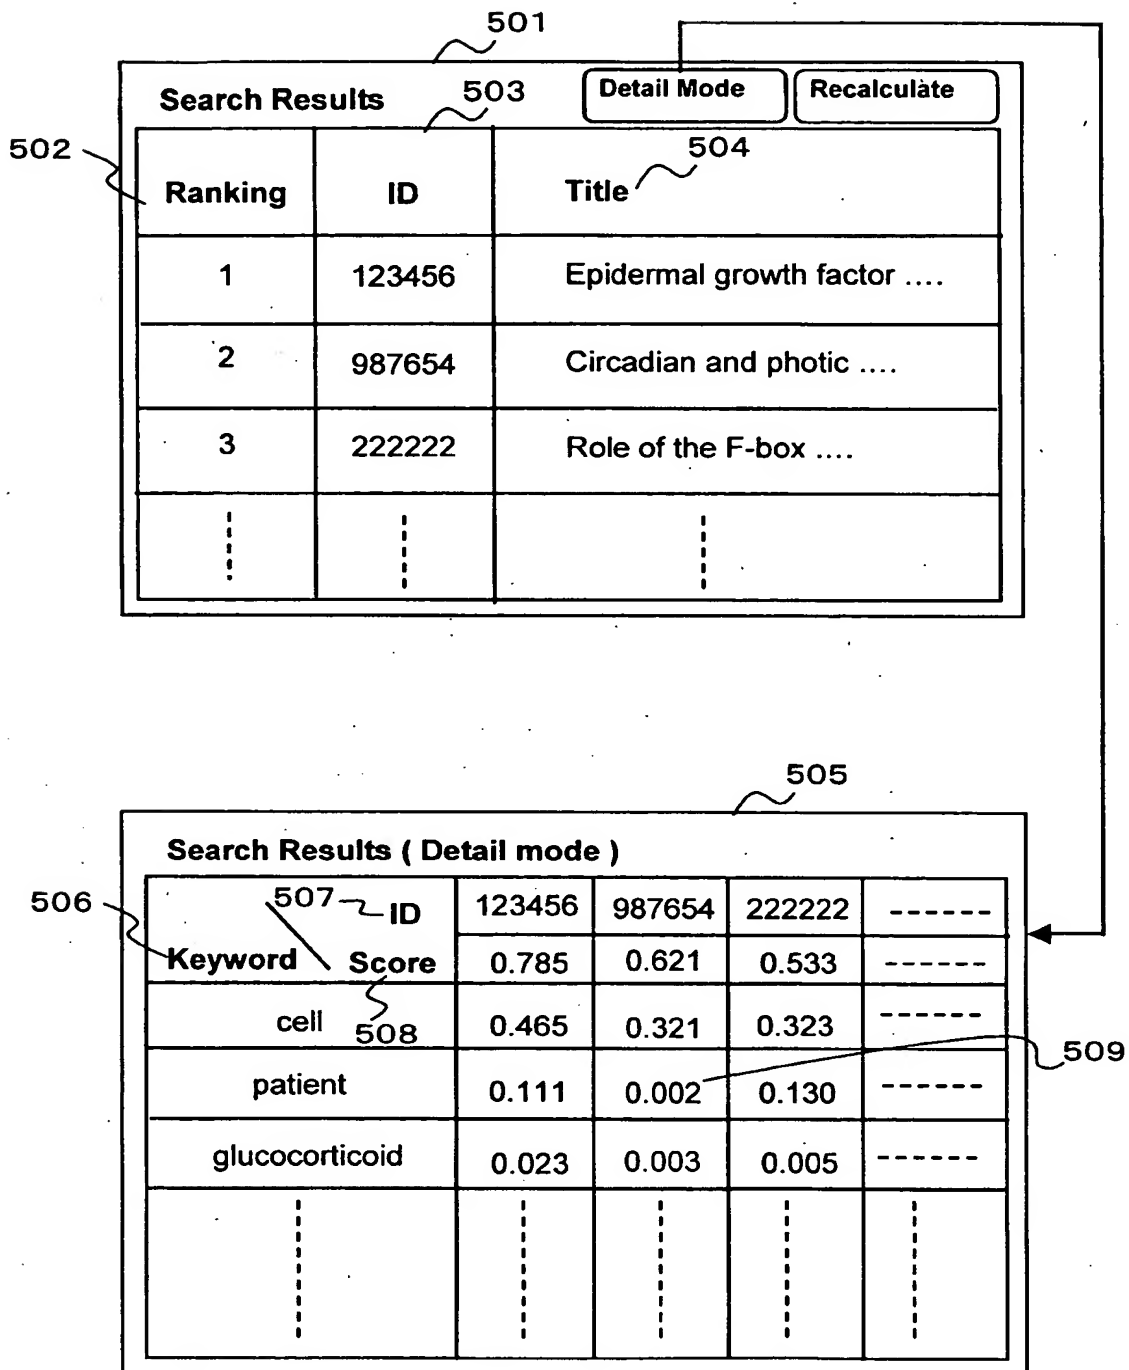 501
Search Results 503 Detail Mode Recalculate
502 504
Ranking ID Title
1 123456 Epidermal growth factor ....
2 987654 Circadian and photic ....
3 222222 Role of the F-box ....
505
Search Results ( Detail mode )
506 507 ID 123456 987654 222222
Keyword Score 0.785 0.621 0.533
cell 508 0.465 0.321 0.323
509
patient 0.111 0.002 0.130
glucocorticoid 0.023 0.003 0.005